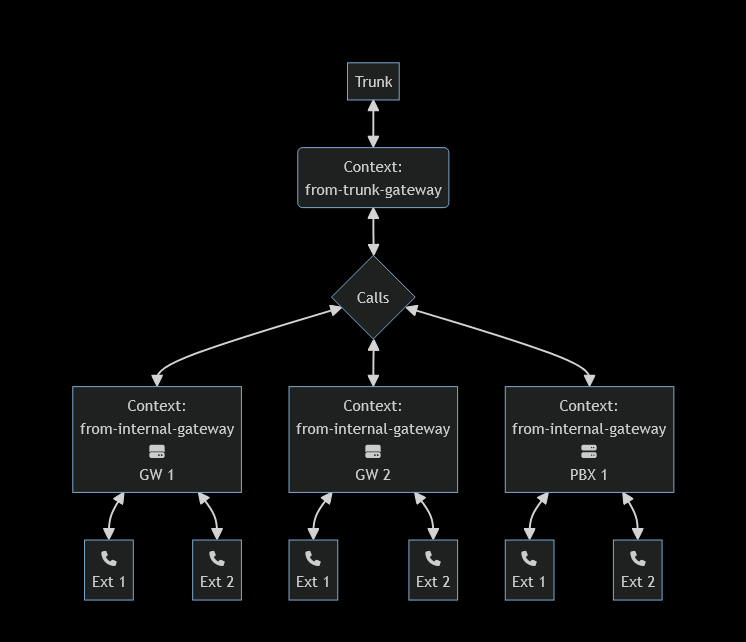 Trunk
Context:
from-trunk-gateway
Calls
Context:
from-internal-gateway
GW 1
Context:
from-internal-gateway
GW 2
Context:
from-internal-gateway
PBX 1
Ext 1
Ext 2
Ext 1
Ext 2
Ext 1
Ext 2